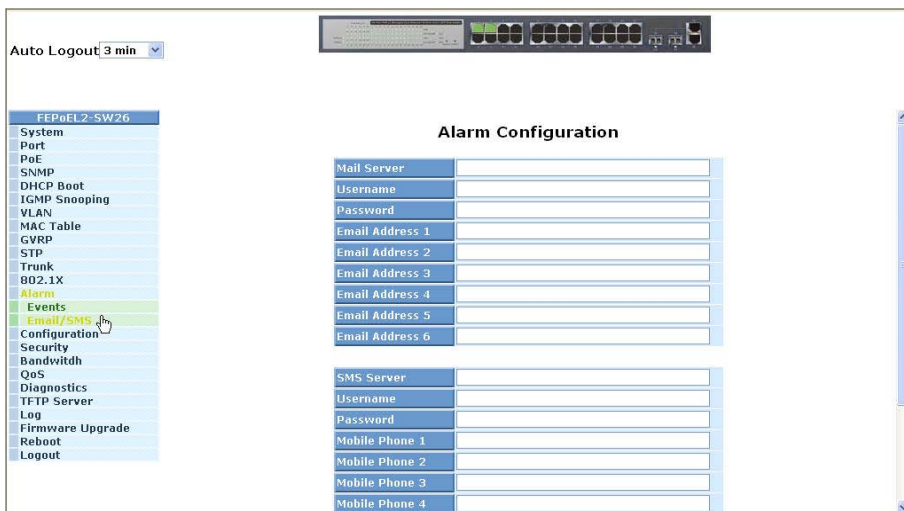 Auto Logout 3 min
FEPoEL2-SW26
System
Port
PoE
SNMP
DHCP Boot
IGMP Snooping
VLAN
MAC Table
GVRP
STP
Trunk
802.1X
Alarm
Events
Email/SMS
Configuration
Security
Bandwitdh
QoS
Diagnostics
TFTP Server
Log
Firmware Upgrade
Reboot
Logout
Alarm Configuration
Mail Server
Username
Password
Email Address 1
Email Address 2
Email Address 3
Email Address 4
Email Address 5
Email Address 6
SMS Server
Username
Password
Mobile Phone 1
Mobile Phone 2
Mobile Phone 3
Mobile Phone 4